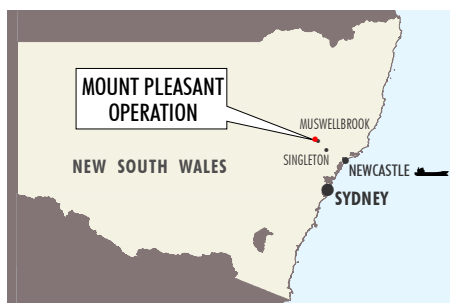 MOUNT PLEASANT
OPERATION
MUSWELLBROOK
SINGLETON
NEWCASTLE
NEW SOUTH WALES
SYDNEY